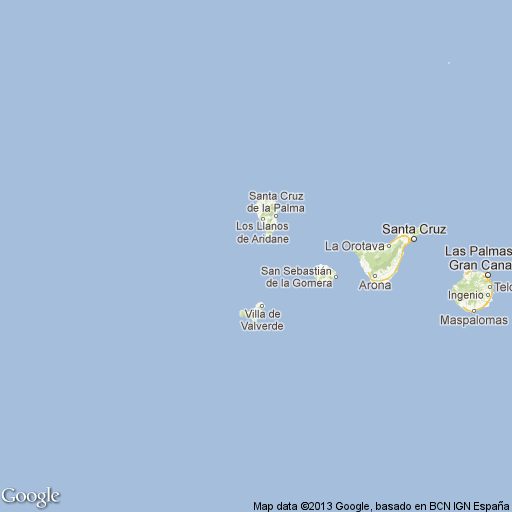 Santa Cruz
de la Palma
Los Llanos
de Aridane
Santa Cruz
La Orotava
Las Palmas
Gran Cana
San Sebastián
de la Gomera
Arona
Telc
Ingenio
Villa de
Valverde
Maspalomas
Google
Map data ©2013 Google, basado en BCN IGN España